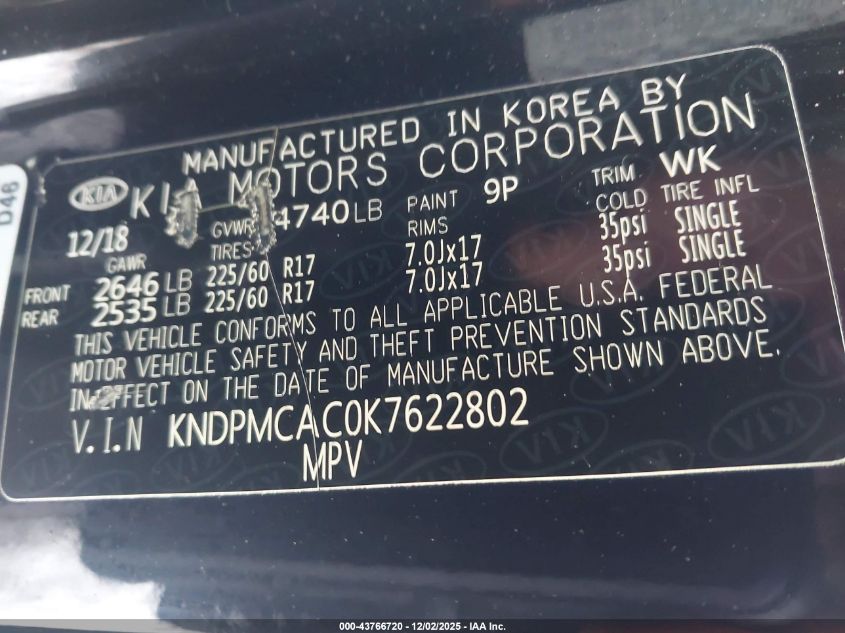 MANUFACTURED IN KOREA BY
KIA KIA MOTORS CORPORATION
12/18 GVWR 4740LB PAINT 9P TRIM WK
GAWR TIRES RIMS COLD TIRE INFL
FRONT 2646 LB 225/60 R17 7.0Jx17 35psi SINGLE
REAR 2535 LB 225/60 R17 7.0Jx17 35psi SINGLE
THIS VEHICLE CONFORMS TO ALL APPLICABLE U.S.A. FEDERAL
MOTOR VEHICLE SAFETY AND THEFT PREVENTION STANDARDS
IN EFFECT ON THE DATE OF MANUFACTURE SHOWN ABOVE.
V.I.N KNDPMCAC0K7622802
MPV
D46
000-43766720 - 12/02/2025 - IAA Inc.